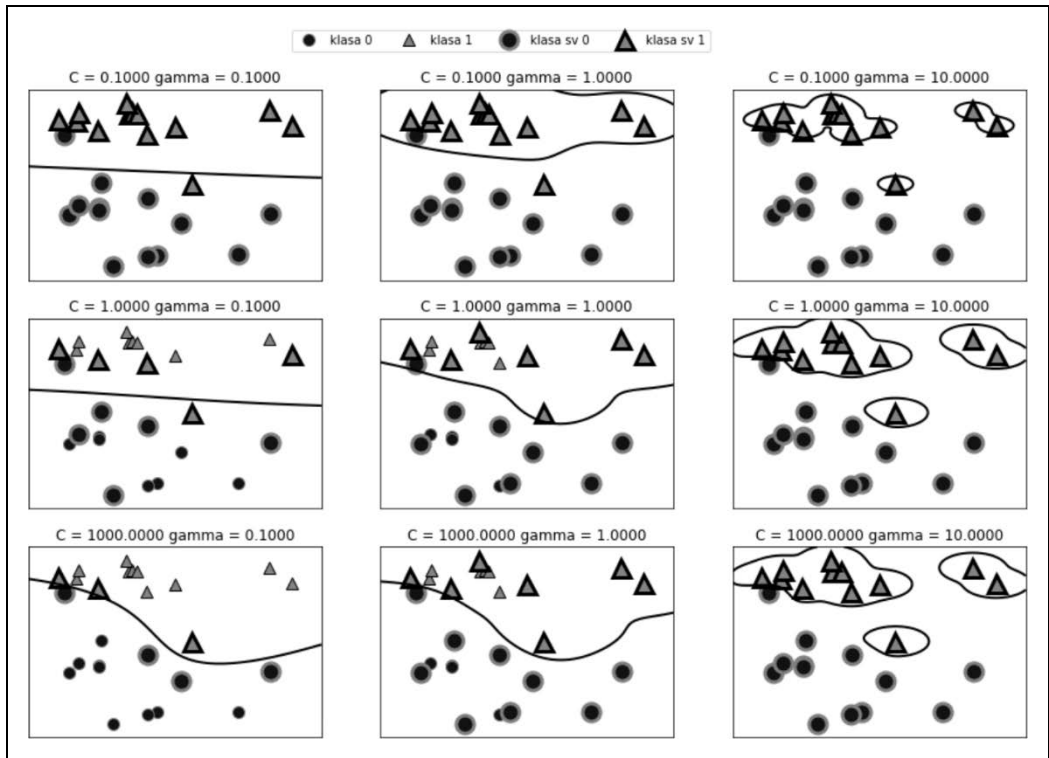 klasa 0 klasa 1 klasa sv 0 klasa sv 1
C = 0.1000 gamma = 0.1000
C = 0.1000 gamma = 1.0000
C = 0.1000 gamma = 10.0000
C = 1.0000 gamma = 0.1000
C = 1.0000 gamma = 1.0000
C = 1.0000 gamma = 10.0000
C = 1000.0000 gamma = 0.1000
C = 1000.0000 gamma = 1.0000
C = 1000.0000 gamma = 10.0000